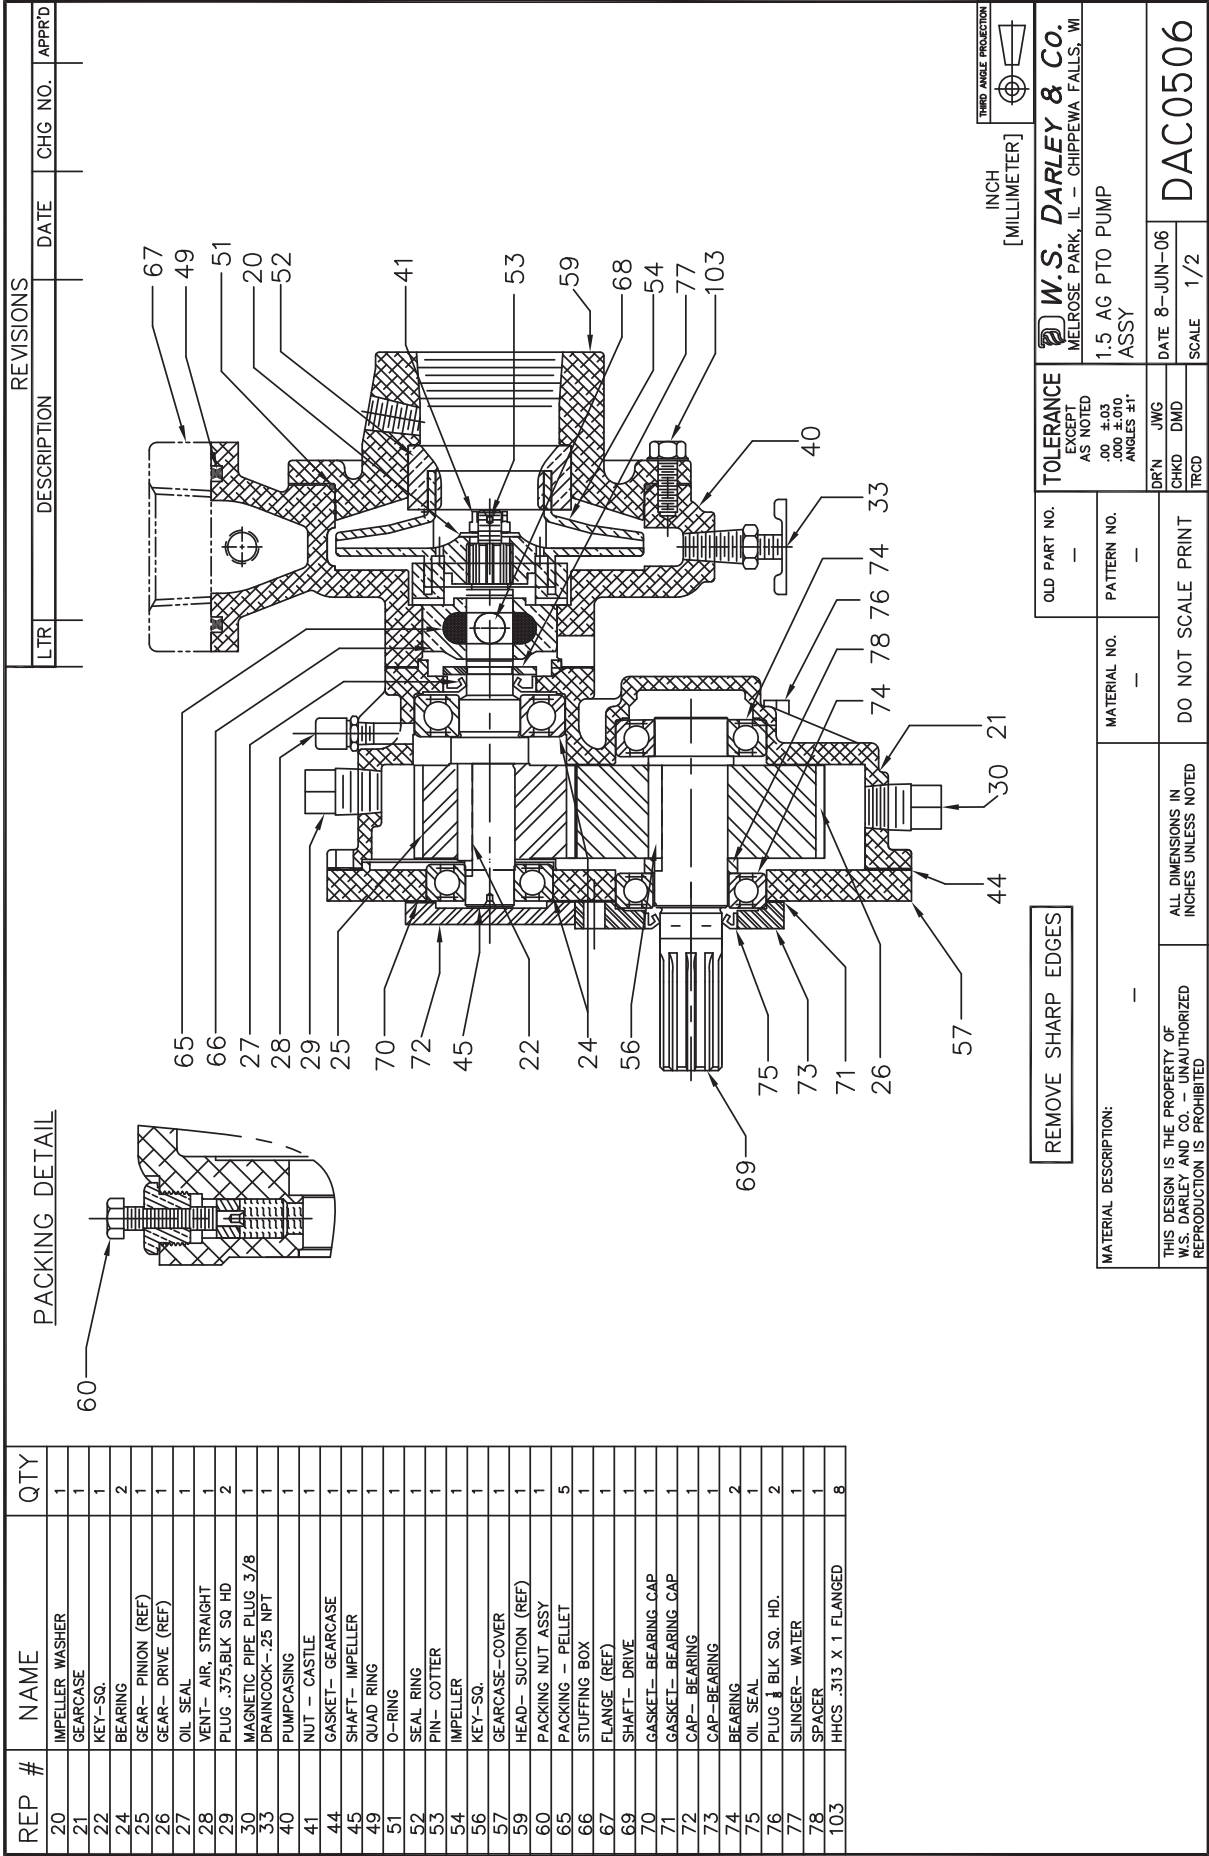 REVISIONS
LTR DESCRIPTION DATE CHG NO. APPR'D
PACKING DETAIL
60
67
49
51
20
52
41
53
59
68
54
77
103
40
33
74
76
78
74
21
30
44
57
65
66
27
28
29
25
70
72
45
22
24
56
75
73
71
26
69
REP # NAME QTY
20 IMPELLER WASHER 1
21 GEARCASE 1
22 KEY-SQ. 1
24 BEARING 2
25 GEAR- PINION (REF) 1
26 GEAR- DRIVE (REF) 1
27 OIL SEAL 1
28 VENT- AIR, STRAIGHT 1
29 PLUG .375,BLK SQ HD 2
30 MAGNETIC PIPE PLUG 3/8 1
33 DRAINCOCK-.25 NPT 1
40 PUMPCASING 1
41 NUT - CASTLE 1
44 GASKET- GEARCASE 1
45 SHAFT- IMPELLER 1
49 QUAD RING 1
51 O-RING 1
52 SEAL RING 1
53 PIN- COTTER 1
54 IMPELLER 1
56 KEY-SQ. 1
57 GEARCASE-COVER 1
59 HEAD- SUCTION (REF) 1
60 PACKING NUT ASSY 1
65 PACKING - PELLET 5
66 STUFFING BOX 1
67 FLANGE (REF) 1
69 SHAFT- DRIVE 1
70 GASKET- BEARING CAP 1
71 GASKET- BEARING CAP 1
72 CAP- BEARING 1
73 CAP-BEARING 1
74 BEARING 2
75 OIL SEAL 1
76 PLUG 1/8 BLK SQ. HD. 2
77 SLINGER- WATER 1
78 SPACER 1
103 HHCS .313 X 1 FLANGED 8
REMOVE SHARP EDGES
INCH
[MILLIMETER]
THIRD ANGLE PROJECTION
MATERIAL DESCRIPTION:
–
THIS DESIGN IS THE PROPERTY OF
W.S. DARLEY AND CO. – UNAUTHORIZED
REPRODUCTION IS PROHIBITED
ALL DIMENSIONS IN
INCHES UNLESS NOTED
MATERIAL NO.
–
DO NOT SCALE PRINT
OLD PART NO.
–
PATTERN NO.
–
TOLERANCE
EXCEPT
AS NOTED
.00 ±.03
.000 ±.010
ANGLES ±1°
DR'N JWG
CHKD DMD
TRCD
W.S. DARLEY & CO.
MELROSE PARK, IL – CHIPPEWA FALLS, WI
1.5 AG PTO PUMP
ASSY
DATE 8-JUN-06
SCALE 1/2
DAC0506